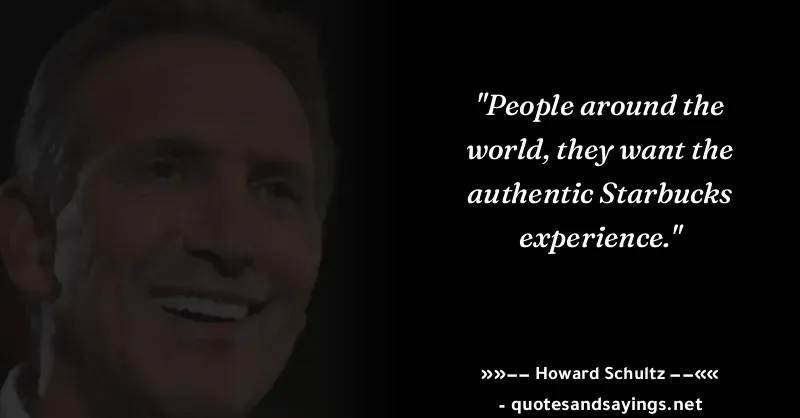 "People around the
world, they want the
authentic Starbucks
experience."
»»–– Howard Schultz ––««
- quotesandsayings.net